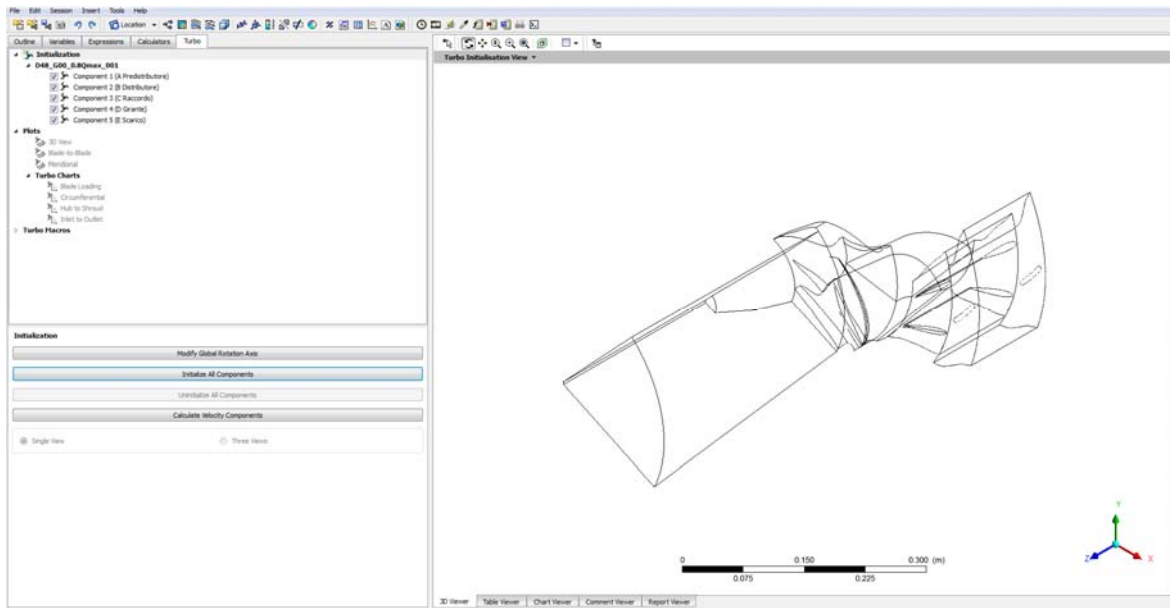 File Edit Session Insert Tools Help
Location
Outline Variables Expressions Calculators Turbo
Initialization
D48_G00_0.8Qmax_001
Component 1 (A Predistributore)
Component 2 (B Distributore)
Component 3 (C Raccordo)
Component 4 (D Girante)
Component 5 (E Scarico)
Plots
3D View
Blade-to-Blade
Meridional
Turbo Charts
Blade Loading
Circumferential
Hub to Shroud
Inlet to Outlet
Turbo Macros
Initialization
Modify Global Rotation Axis
Initialize All Components
Uninitialize All Components
Calculate Velocity Components
Single View Three Views
Turbo Initialisation View
Y
Z X
0 0.150 0.300 (m)
0.075 0.225
3D Viewer Table Viewer Chart Viewer Comment Viewer Report Viewer